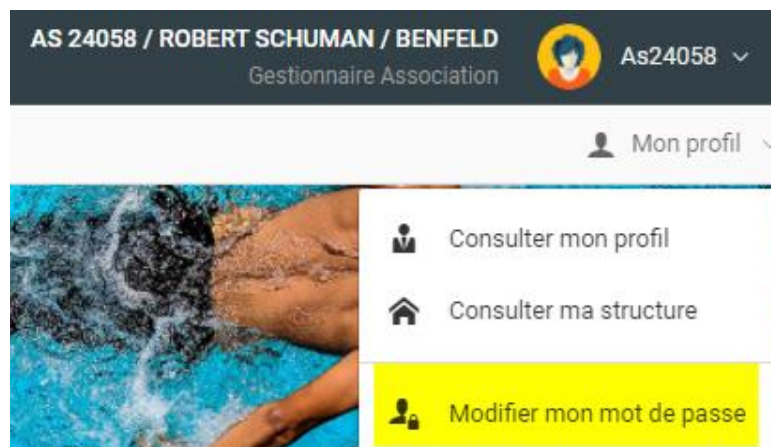 AS 24058 / ROBERT SCHUMAN / BENFELD
Gestionnaire Association
As24058
Mon profil
Consulter mon profil
Consulter ma structure
Modifier mon mot de passe